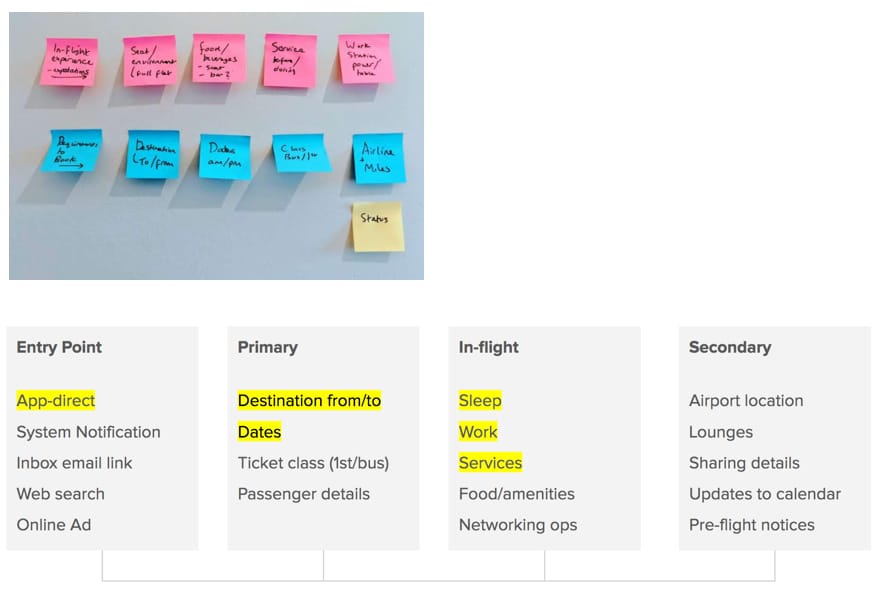 In-flight
experience
-expectations
Seat/
environment
(full flat
food/
beverages
- seat
- bar?
Service
before/
during
Work
Station
power/
table
Requirements
to
Book
Destination
(To/from
Dates
am/pm
Class
Bus/1st
Airline
+
Miles
Status
Entry Point
App-direct
System Notification
Inbox email link
Web search
Online Ad
Primary
Destination from/to
Dates
Ticket class (1st/bus)
Passenger details
In-flight
Sleep
Work
Services
Food/amenities
Networking ops
Secondary
Airport location
Lounges
Sharing details
Updates to calendar
Pre-flight notices